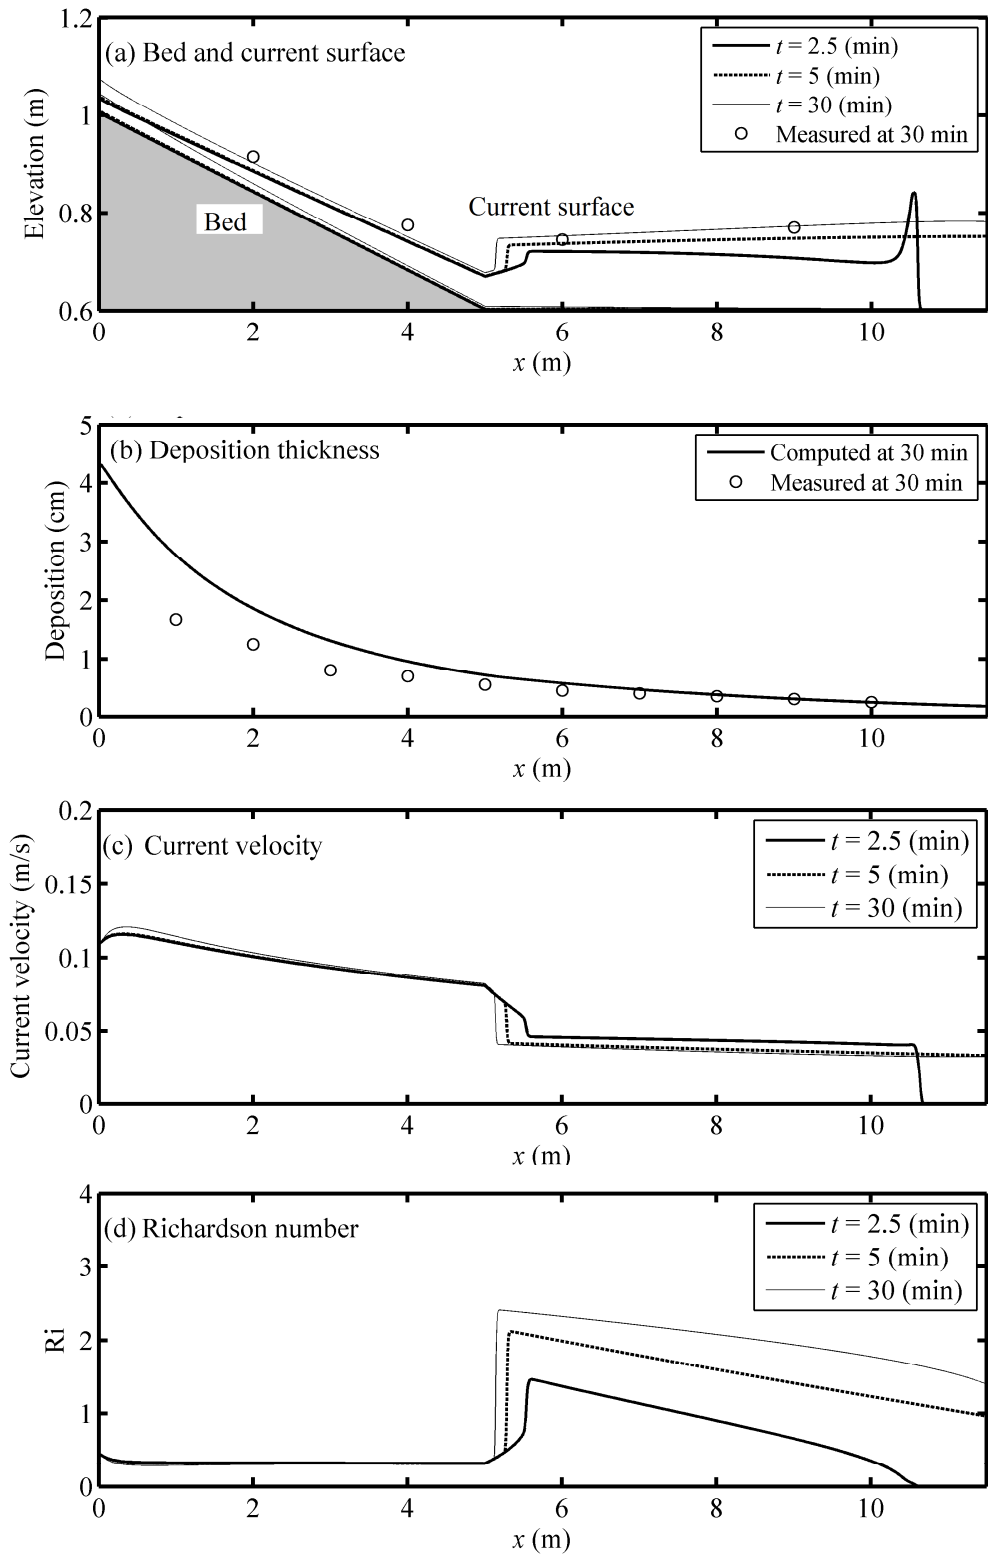 1.2
(a) Bed and current surface
t = 2.5 (min)
t = 5 (min)
t = 30 (min)
Measured at 30 min
1
0.8
0.6
Elevation (m)
Bed
Current surface
0 2 4 6 8 10
x (m)
5
(b) Deposition thickness
Computed at 30 min
Measured at 30 min
4
3
2
1
0
Deposition (cm)
0 2 4 6 8 10
x (m)
0.2
(c) Current velocity
t = 2.5 (min)
t = 5 (min)
t = 30 (min)
0.15
0.1
0.05
0
Current velocity (m/s)
0 2 4 6 8 10
x (m)
4
(d) Richardson number
t = 2.5 (min)
t = 5 (min)
t = 30 (min)
3
2
1
0
Ri
0 2 4 6 8 10
x (m)